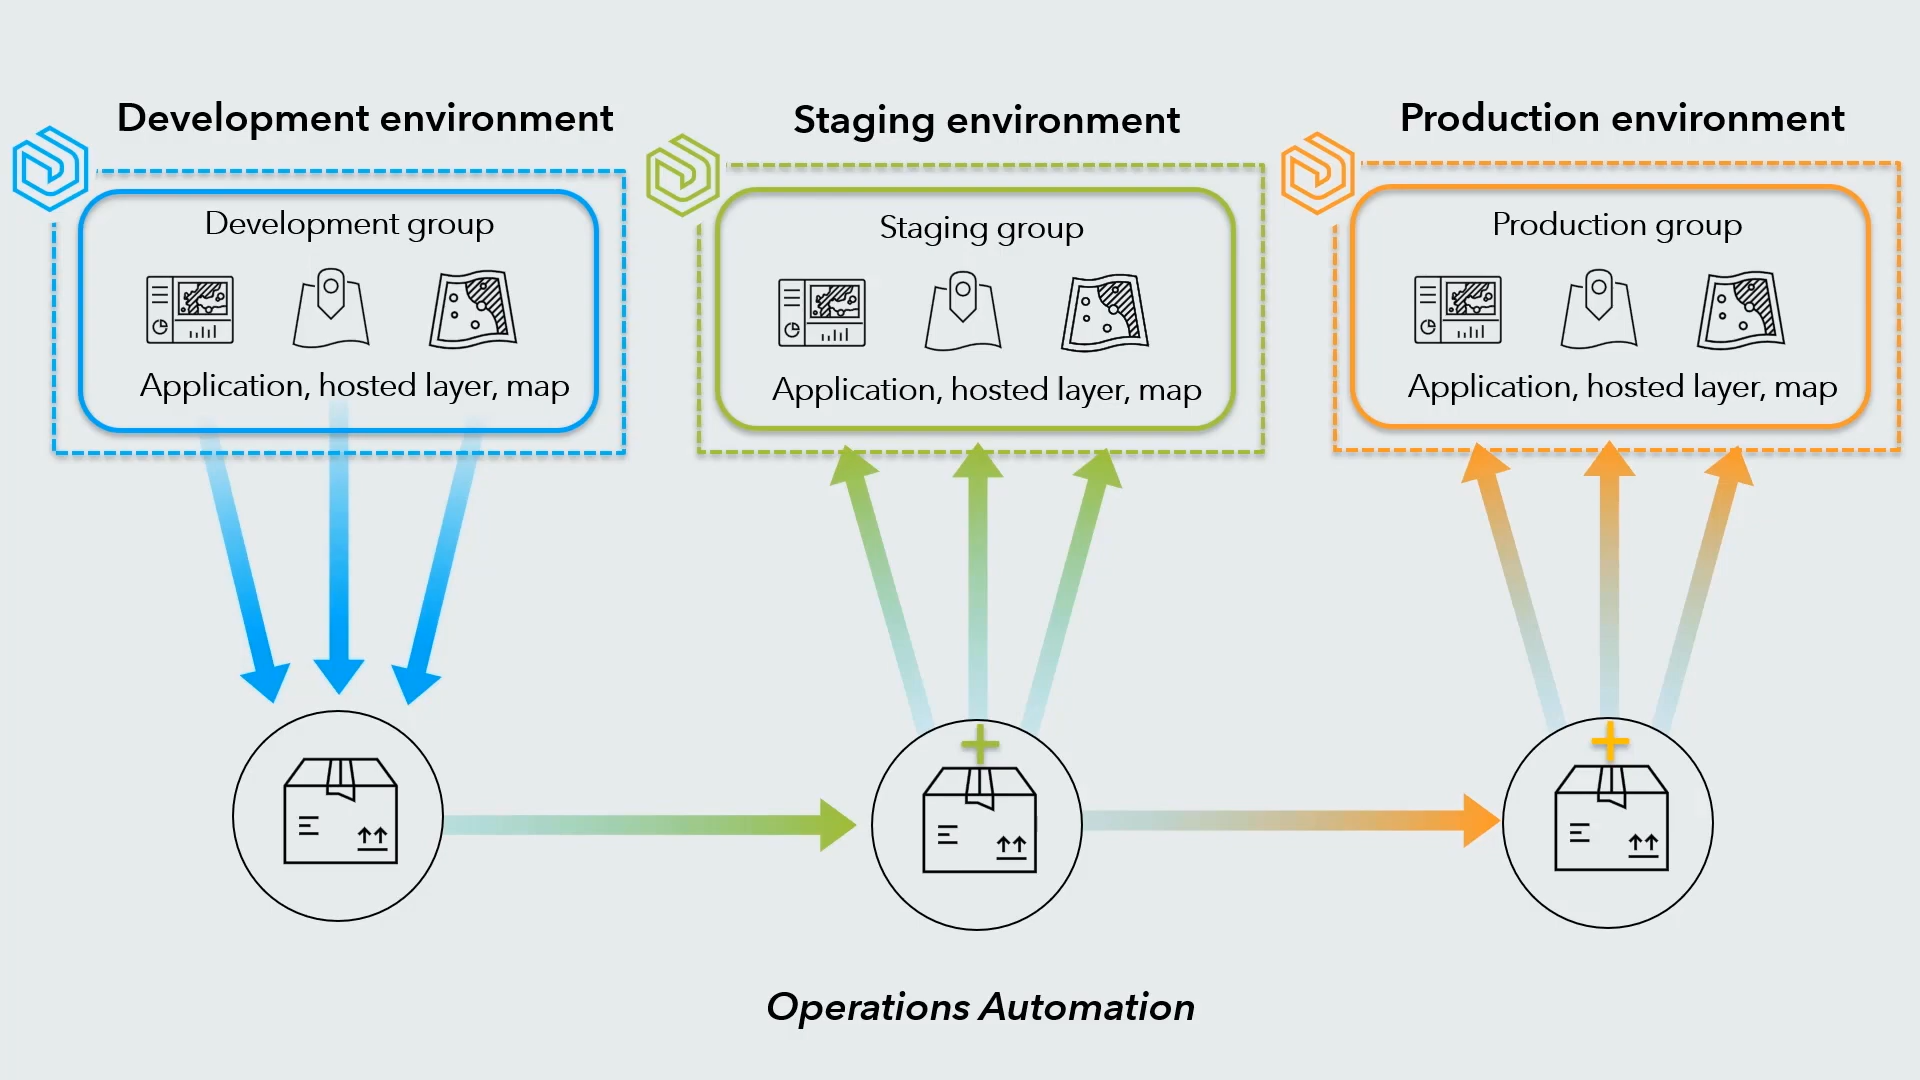 Development environment
Staging environment
Production environment
Development group
Staging group
Production group
Application, hosted layer, map
Application, hosted layer, map
Application, hosted layer, map
Operations Automation